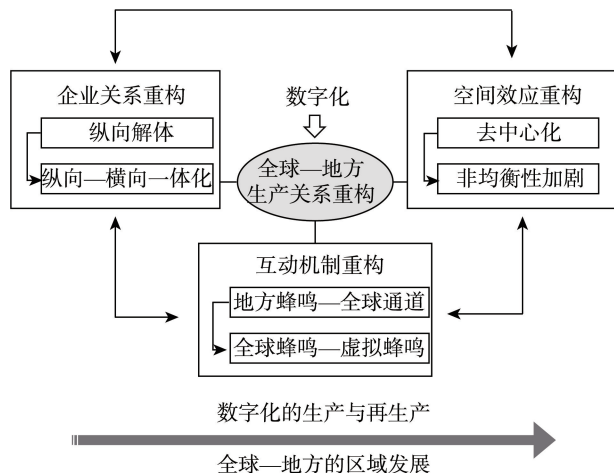 企业关系重构
纵向解体
纵向—横向一体化
数字化
全球—地方
生产关系重构
空间效应重构
去中心化
非均衡性加剧
互动机制重构
地方蜂鸣—全球通道
全球蜂鸣—虚拟蜂鸣
数字化的生产与再生产
全球—地方的区域发展